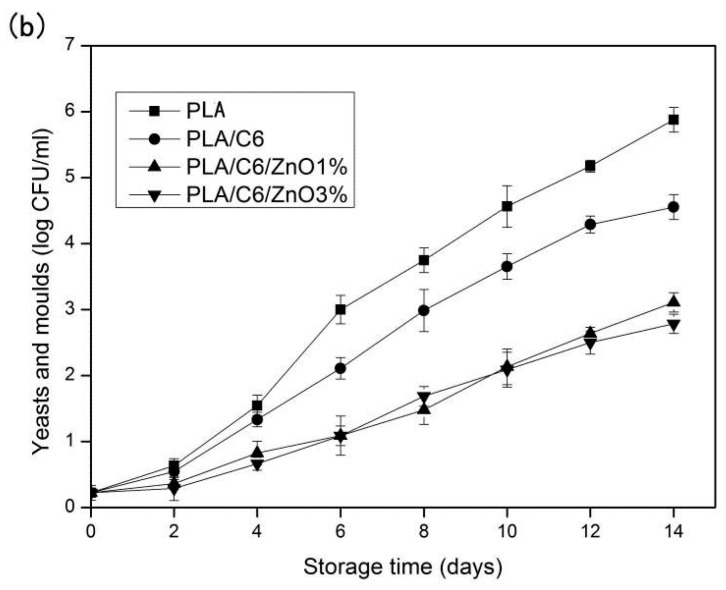 (b)
7
6
5
4
3
2
1
0
Yeasts and moulds (log CFU/ml)
PLA
PLA/C6
PLA/C6/ZnO1%
PLA/C6/ZnO3%
0 2 4 6 8 10 12 14
Storage time (days)